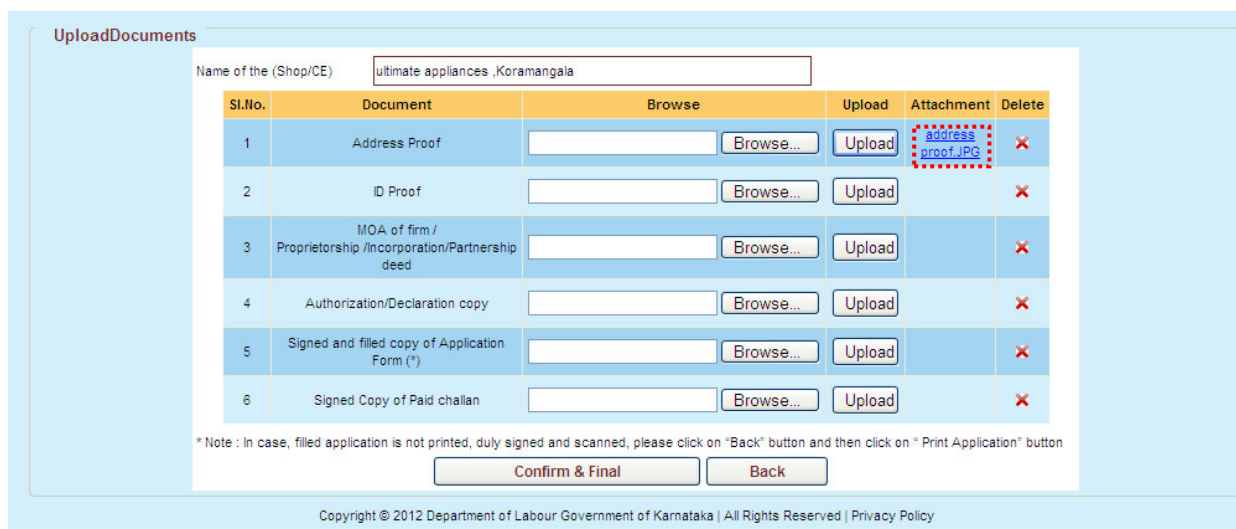 UploadDocuments
Name of the (Shop/CE) ultimate appliances ,Koramangala
Sl.No. Document Browse Upload Attachment Delete
1 Address Proof Browse... Upload address
proof.JPG
2 ID Proof Browse... Upload
MOA of firm /
3 Proprietorship /Incorporation/Partnership Browse... Upload
deed
4 Authorization/Declaration copy Browse... Upload
5 Signed and filled copy of Application Browse... Upload
Form (*)
6 Signed Copy of Paid challan Browse... Upload
* Note : In case, filled application is not printed, duly signed and scanned, please click on "Back" button and then click on " Print Application" button
Confirm & Final Back
Copyright © 2012 Department of Labour Government of Karnataka | All Rights Reserved | Privacy Policy